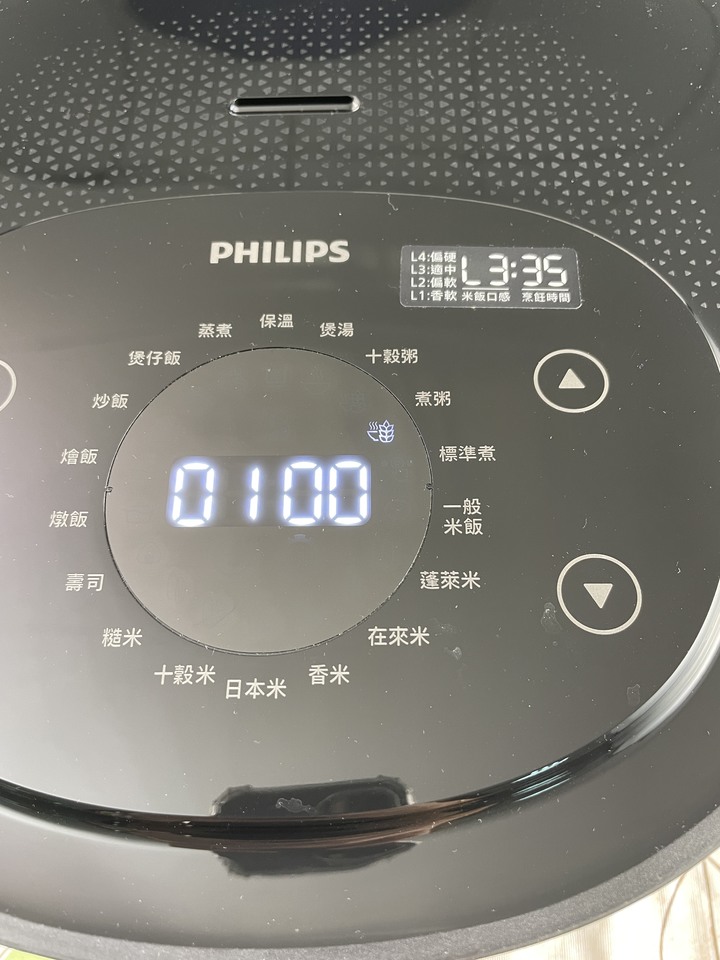 PHILIPS
L4:偏硬
L3:適中
L2:偏軟
L1:香軟
L3:35
米飯口感 烹飪時間
保溫
煲湯
十穀粥
煮粥
標準煮
一般
米飯
蓬萊米
在來米
香米
日本米
十穀米
糙米
壽司
燉飯
燴飯
炒飯
煲仔飯
蒸煮
0100